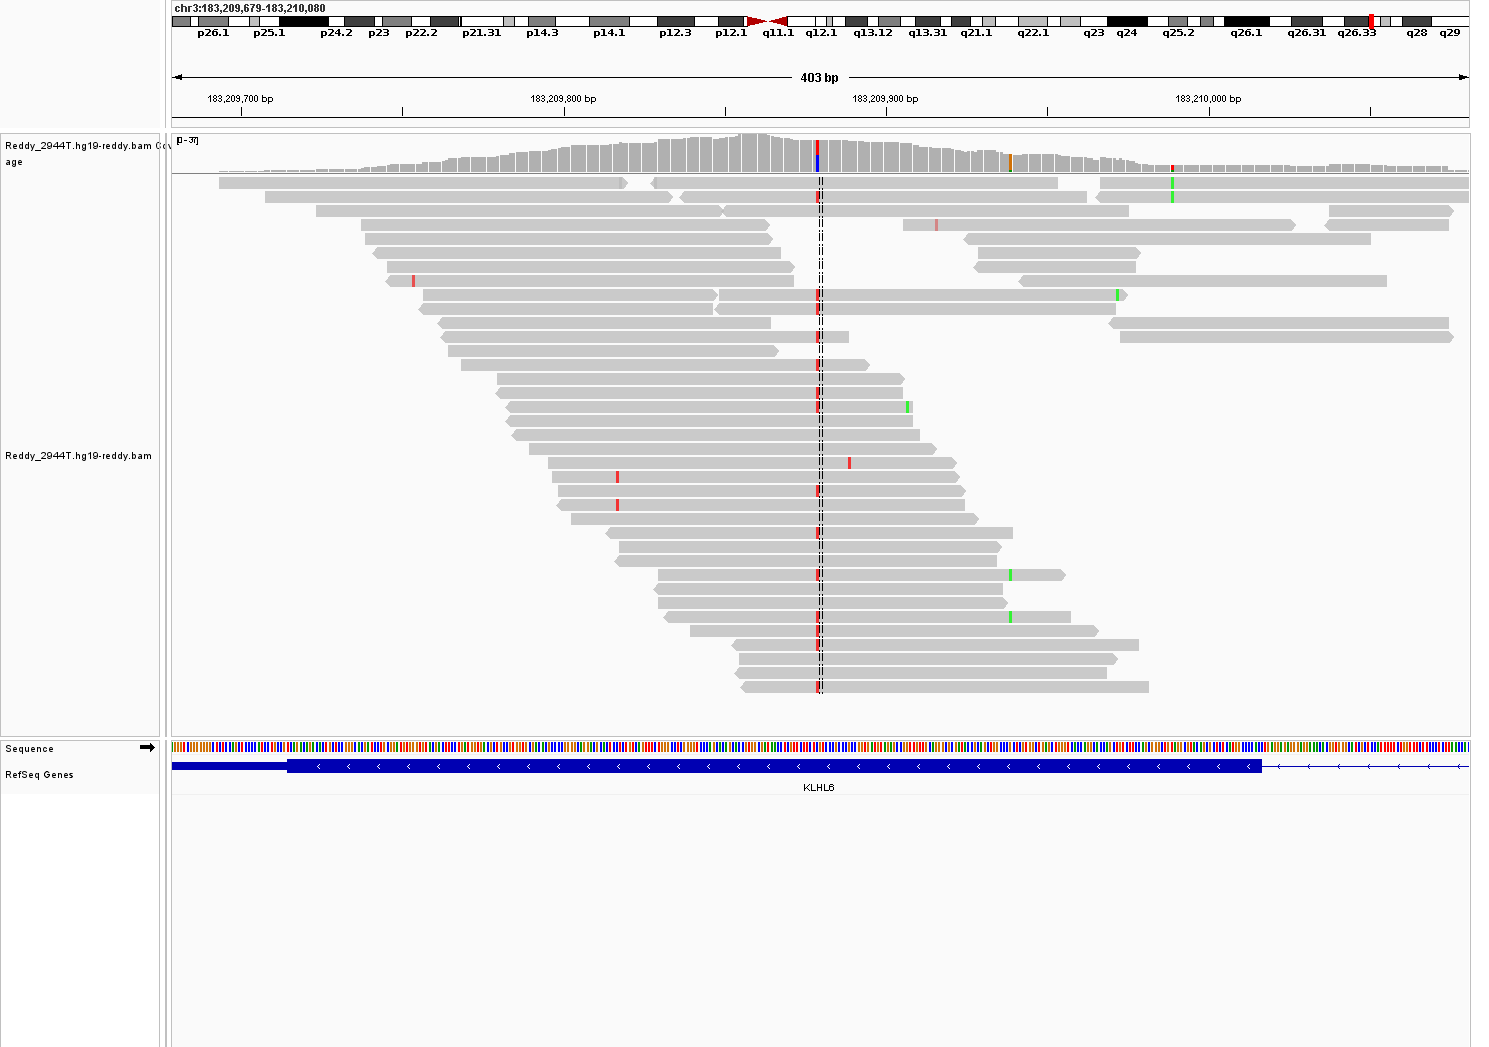 chr3:183,209,679-183,210,080
p26.1 p25.1 p24.2 p23 p22.2 p21.31 p14.3 p14.1 p12.3 p12.1 q11.1 q12.1 q13.12 q13.31 q21.1 q22.1 q23 q24 q25.2 q26.1 q26.31 q26.33 q28 q29
403 bp
183,209,700 bp 183,209,800 bp 183,209,900 bp 183,210,000 bp
[0 - 37]
Reddy_2944T.hg19-reddy.bam Cov
age
Reddy_2944T.hg19-reddy.bam
Sequence
RefSeq Genes
KLHL6